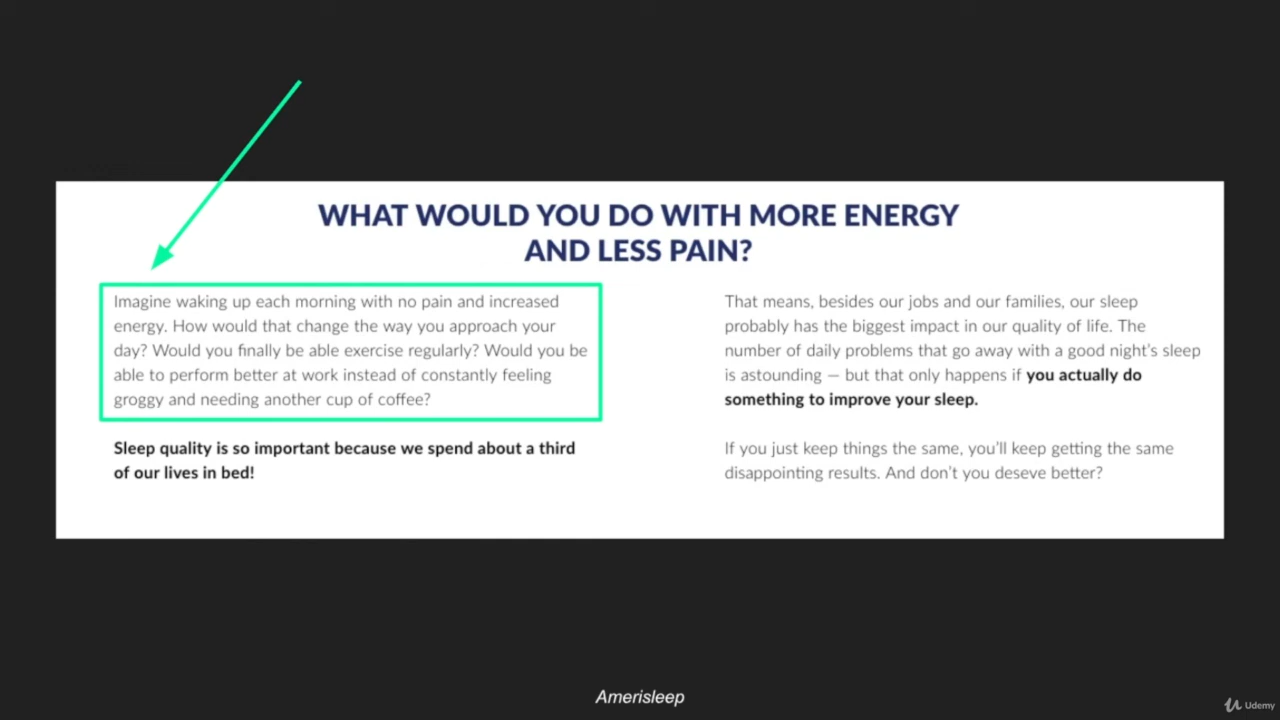 WHAT WOULD YOU DO WITH MORE ENERGY
AND LESS PAIN?
Imagine waking up each morning with no pain and increased
energy. How would that change the way you approach your
day? Would you finally be able exercise regularly? Would you be
able to perform better at work instead of constantly feeling
groggy and needing another cup of coffee?
Sleep quality is so important because we spend about a third
of our lives in bed!
That means, besides our jobs and our families, our sleep
probably has the biggest impact in our quality of life. The
number of daily problems that go away with a good night's sleep
is astounding — but that only happens if you actually do
something to improve your sleep.
If you just keep things the same, you'll keep getting the same
disappointing results. And don't you deseve better?
Amerisleep
Udemy